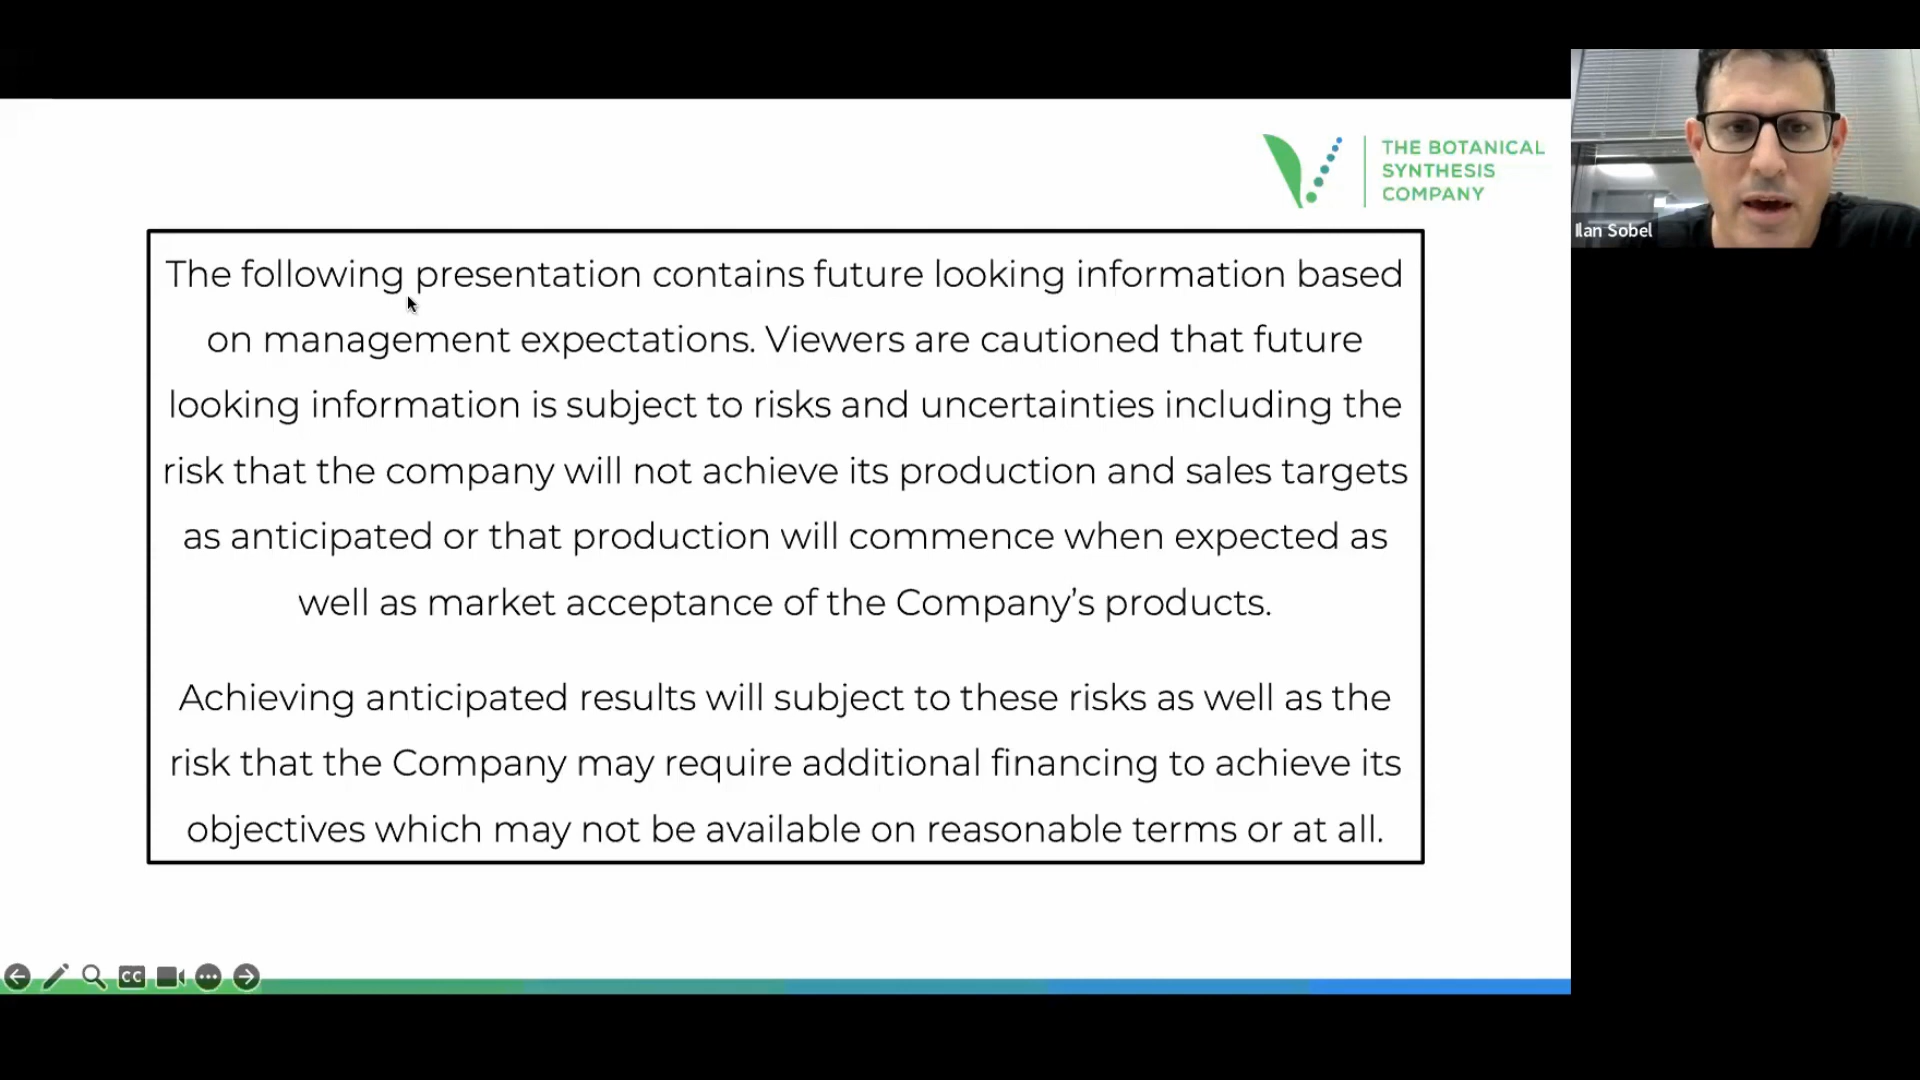 THE BOTANICAL
SYNTHESIS
COMPANY
Ilan Sobel
The following presentation contains future looking information based
on management expectations. Viewers are cautioned that future
looking information is subject to risks and uncertainties including the
risk that the company will not achieve its production and sales targets
as anticipated or that production will commence when expected as
well as market acceptance of the Company’s products.
Achieving anticipated results will subject to these risks as well as the
risk that the Company may require additional financing to achieve its
objectives which may not be available on reasonable terms or at all.
CC